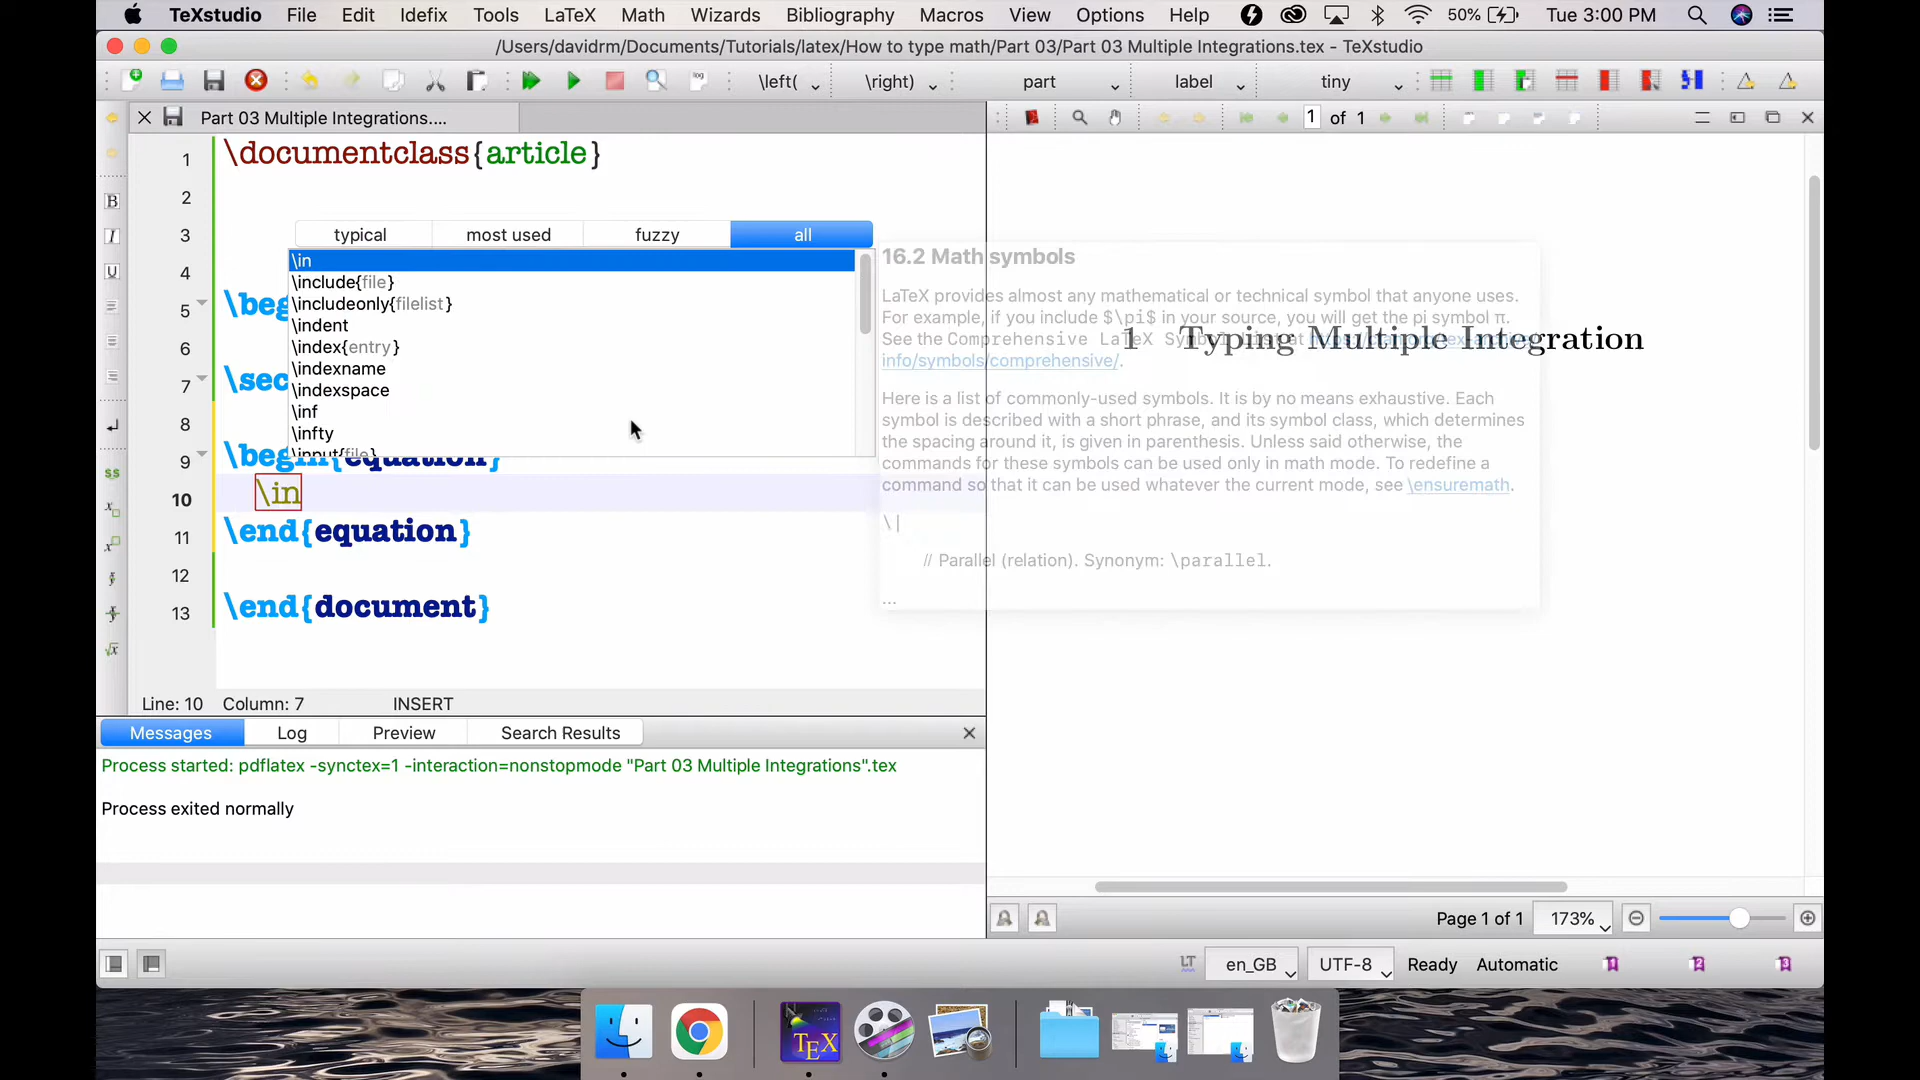 TeXstudio File Edit Idefix Tools LaTeX Math Wizards Bibliography Macros View Options Help 50% Tue 3:00 PM
/Users/davidrm/Documents/Tutorials/latex/How to type math/Part 03/Part 03 Multiple Integrations.tex - TeXstudio
\left( \right) part label tiny
Part 03 Multiple Integrations....
1 of 1
1 \documentclass{article}
2
3
typical most used fuzzy all
4
\in
\include{file}
\includeonly{filelist}
\indent
\index{entry}
\indexname
\indexspace
\inf
\infty
\input{file}
5 \beg
6
7 \sec
8
9 \begin{equation}
10 \in
11 \end{equation}
12
13 \end{document}
16.2 Math symbols
LaTeX provides almost any mathematical or technical symbol that anyone uses.
For example, if you include $\pi$ in your source, you will get the pi symbol π.
See the Comprehensive LaTeX
info/symbols/comprehensive/.
Here is a list of commonly-used symbols. It is by no means exhaustive. Each
symbol is described with a short phrase, and its symbol class, which determines
the spacing around it, is given in parenthesis. Unless said otherwise, the
commands for these symbols can be used only in math mode. To redefine a
command so that it can be used whatever the current mode, see \ensuremath.
\|
// Parallel (relation). Synonym: \parallel.
...
1 Typing Multiple Integration
Line: 10 Column: 7 INSERT
Messages Log Preview Search Results
Process started: pdflatex -synctex=1 -interaction=nonstopmode "Part 03 Multiple Integrations".tex
Process exited normally
Page 1 of 1 173%
LT en_GB UTF-8 Ready Automatic 1 2 3
TEX